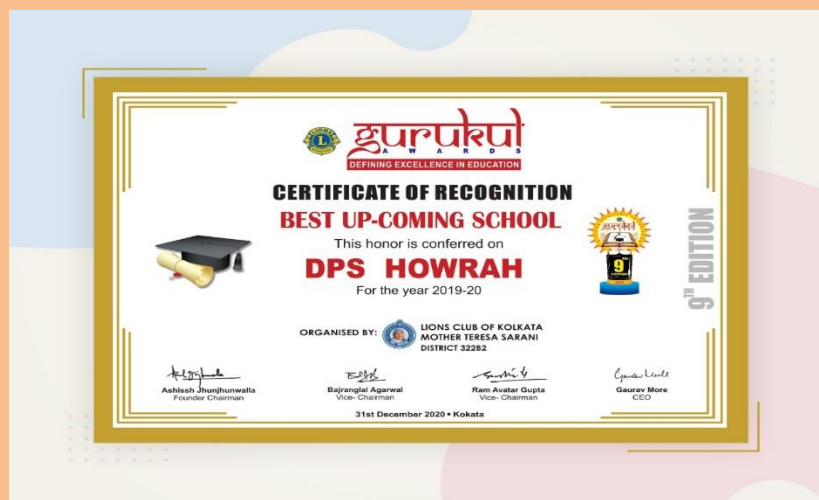 gurukul
AWARDS
DEFINING EXCELLENCE IN EDUCATION
CERTIFICATE OF RECOGNITION
BEST UP-COMING SCHOOL
This honor is conferred on
DPS HOWRAH
For the year 2019-20
9TH EDITION
ORGANISED BY:
LIONS CLUB OF KOLKATA
MOTHER TERESA SARANI
DISTRICT 322B2
Ashissh Jhunjhunwalla
Founder Chairman
Bajranglal Agarwal
Vice- Chairman
Ram Avatar Gupta
Vice- Chairman
Gaurav More
CEO
31st December 2020 • Kokata